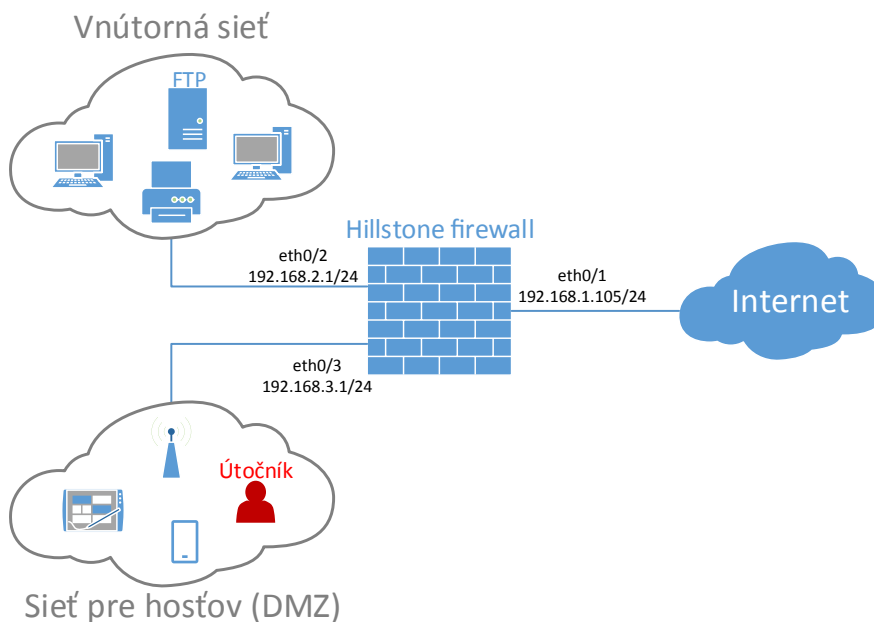 Vnútorná sieť
FTP
Hillstone firewall
eth0/2
192.168.2.1/24
eth0/1
192.168.1.105/24
Internet
eth0/3
192.168.3.1/24
Útočník
Sieť pre hosťov (DMZ)